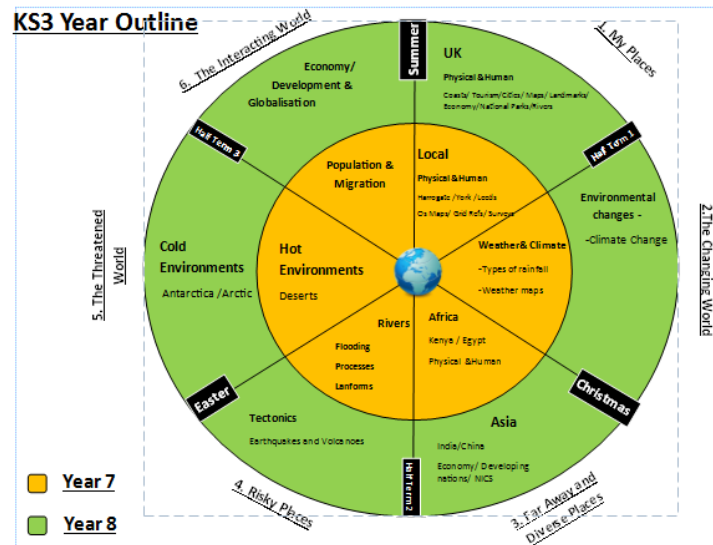 KS3 Year Outline
1. My Places
UK
Physical &Human
Coasts/ Tourism/Cities/ Maps/ Landmarks/
Economy/National Parks/Rivers
Local
Physical &Human
Harrogate /York /Leeds
Os Maps/ Grid Refs/ Surveys
Half Term 1
2.The Changing World
Environmental
changes -
-Climate Change
Weather& Climate
-Types of rainfall
-Weather maps
Christmas
3. Far Away and
Diverse Places
Asia
India/China
Economy/ Developing
nations/ NICS
Africa
Kenya / Egypt
Physical &Human
Half Term 2
4. Risky Places
Tectonics
Earthquakes and Volcanoes
Rivers
Flooding
Processes
Lanforms
Easter
5. The Threatened
World
Cold
Environments
Antarctica /Arctic
Hot
Environments
Deserts
Half Term 3
6. The Interacting World
Economy/
Development &
Globalisation
Population &
Migration
Summer
Year 7
Year 8